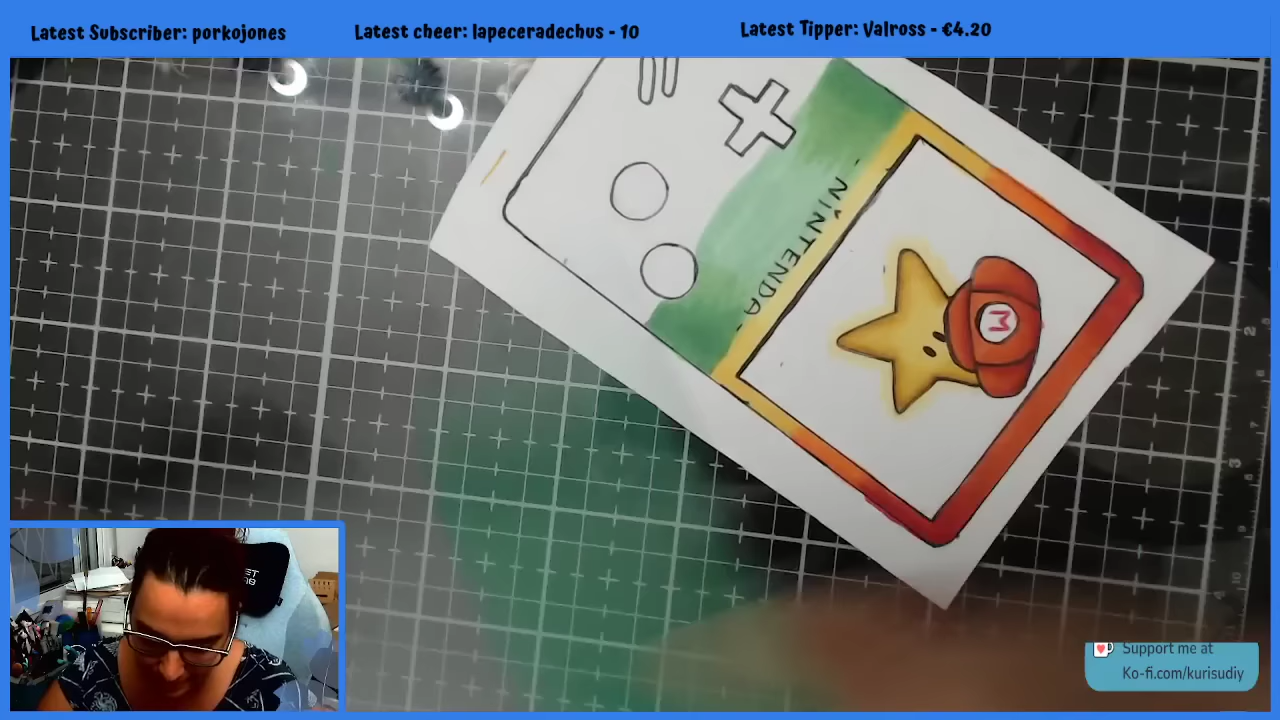 Latest Subscriber: porkojones
Latest cheer: lapeceradechus - 10
Latest Tipper: Valross - €4.20
NINTENDA
M
Support me at
Ko-fi.com/kurisudiy